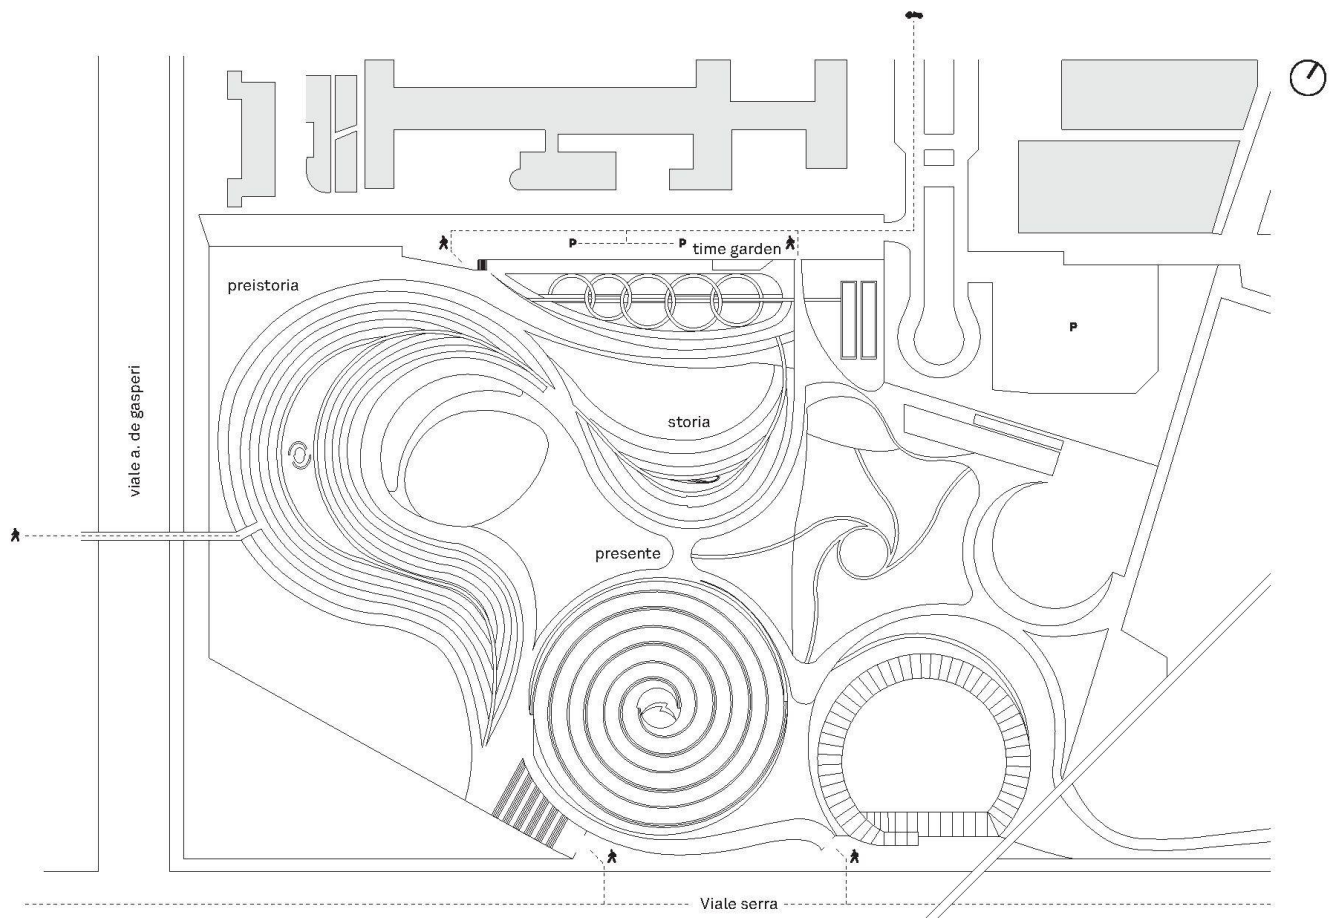 P
P
time garden
preistoria
P
viale a. de gasperi
storia
presente
Viale serra